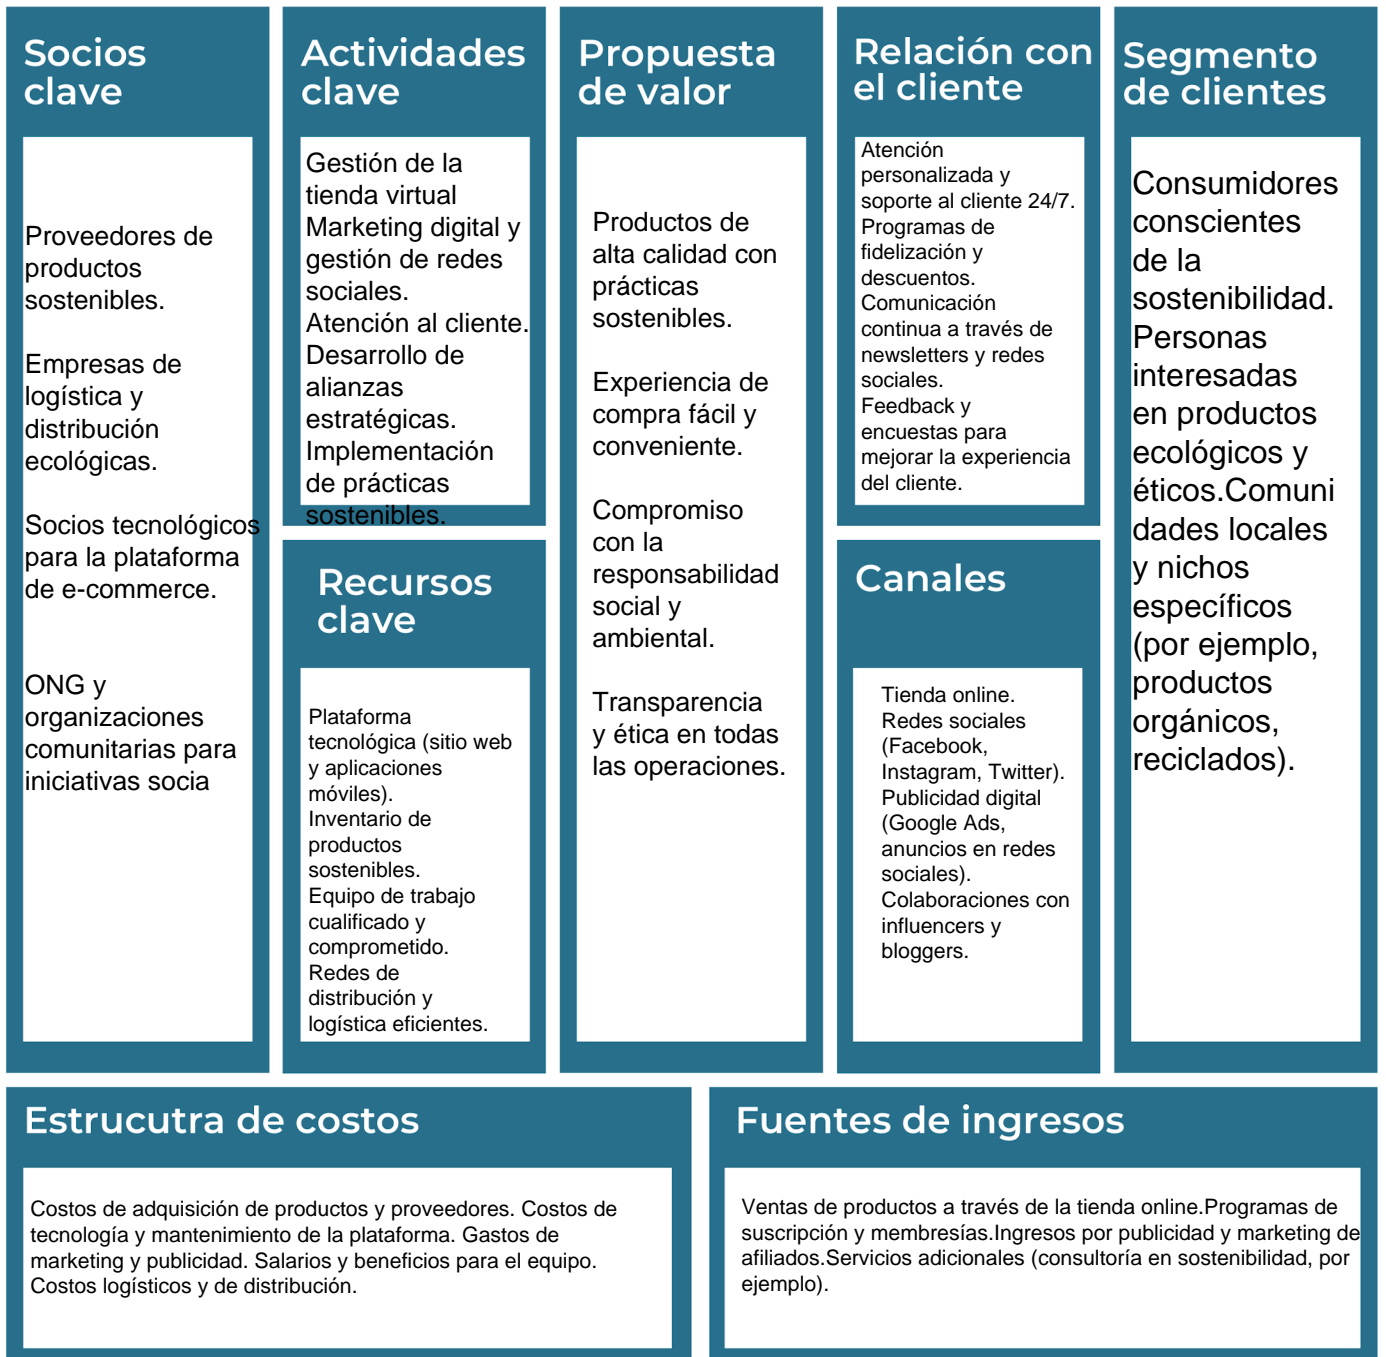 Socios
clave
Proveedores de
productos
sostenibles.
Empresas de
logística y
distribución
ecológicas.
Socios tecnológicos
para la plataforma
de e-commerce.
ONG y
organizaciones
comunitarias para
iniciativas socia
Actividades
clave
Gestión de la
tienda virtual
Marketing digital y
gestión de redes
sociales.
Atención al cliente.
Desarrollo de
alianzas
estratégicas.
Implementación
de prácticas
sostenibles.
Recursos
clave
Plataforma
tecnológica (sitio web
y aplicaciones
móviles).
Inventario de
productos
sostenibles.
Equipo de trabajo
cualificado y
comprometido.
Redes de
distribución y
logística eficientes.
Propuesta
de valor
Productos de
alta calidad con
prácticas
sostenibles.
Experiencia de
compra fácil y
conveniente.
Compromiso
con la
responsabilidad
social y
ambiental.
Transparencia
y ética en todas
las operaciones.
Relación con
el cliente
Atención
personalizada y
soporte al cliente 24/7.
Programas de
fidelización y
descuentos.
Comunicación
continua a través de
newsletters y redes
sociales.
Feedback y
encuestas para
mejorar la experiencia
del cliente.
Canales
Tienda online.
Redes sociales
(Facebook,
Instagram, Twitter).
Publicidad digital
(Google Ads,
anuncios en redes
sociales).
Colaboraciones con
influencers y
bloggers.
Segmento
de clientes
Consumidores
conscientes
de la
sostenibilidad.
Personas
interesadas
en productos
ecológicos y
éticos.Comuni
dades locales
y nichos
específicos
(por ejemplo,
productos
orgánicos,
reciclados).
Estrucutra de costos
Costos de adquisición de productos y proveedores. Costos de
tecnología y mantenimiento de la plataforma. Gastos de
marketing y publicidad. Salarios y beneficios para el equipo.
Costos logísticos y de distribución.
Fuentes de ingresos
Ventas de productos a través de la tienda online.Programas de
suscripción y membresías.Ingresos por publicidad y marketing de
afiliados.Servicios adicionales (consultoría en sostenibilidad, por
ejemplo).